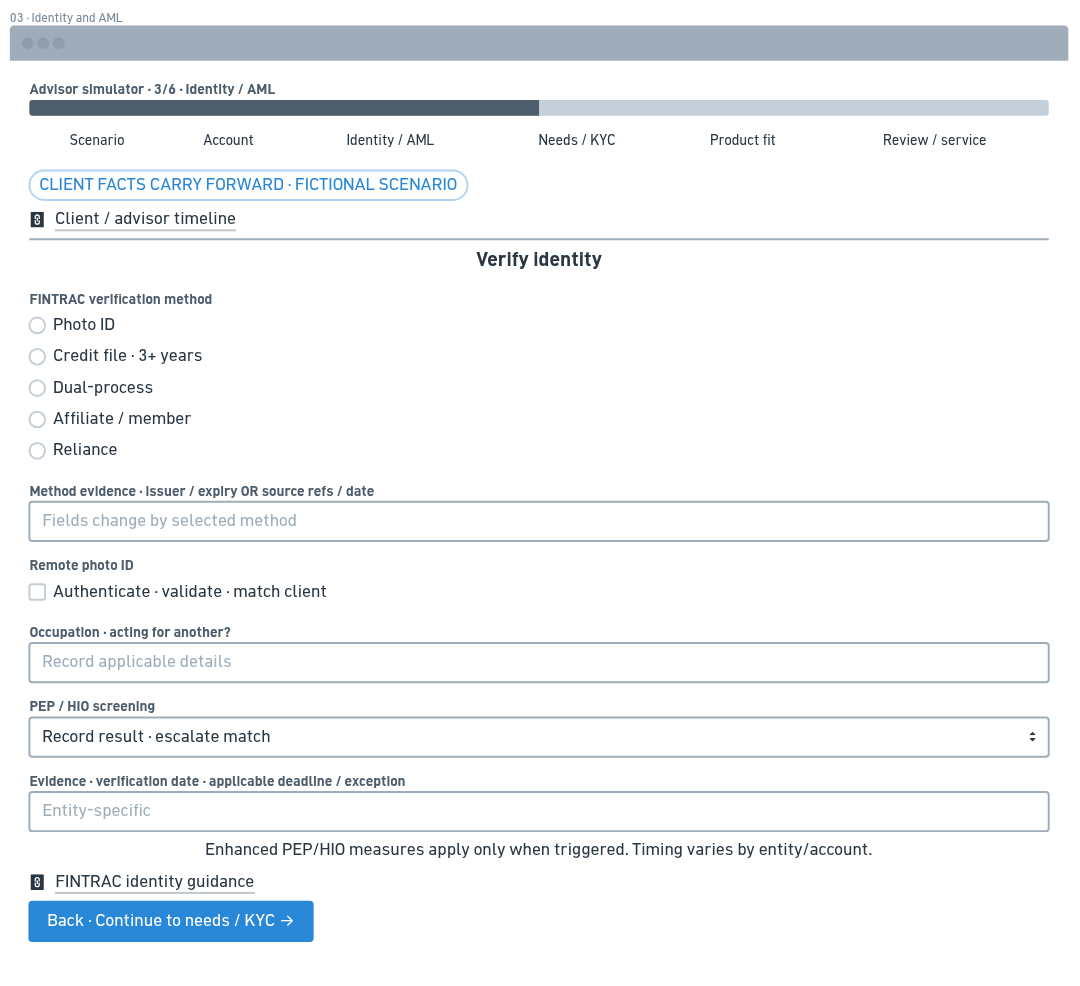 03 · Identity and AML
Advisor simulator · 3/6 · Identity / AML
Scenario Account Identity / AML Needs / KYC Product fit Review / service
CLIENT FACTS CARRY FORWARD · FICTIONAL SCENARIO
Client / advisor timeline
Verify identity
FINTRAC verification method
Photo ID
Credit file · 3+ years
Dual-process
Affiliate / member
Reliance
Method evidence · issuer / expiry OR source refs / date
Fields change by selected method
Remote photo ID
Authenticate · validate · match client
Occupation · acting for another?
Record applicable details
PEP / HIO screening
Record result · escalate match
Evidence · verification date · applicable deadline / exception
Entity-specific
Enhanced PEP/HIO measures apply only when triggered. Timing varies by entity/account.
FINTRAC identity guidance
Back · Continue to needs / KYC →